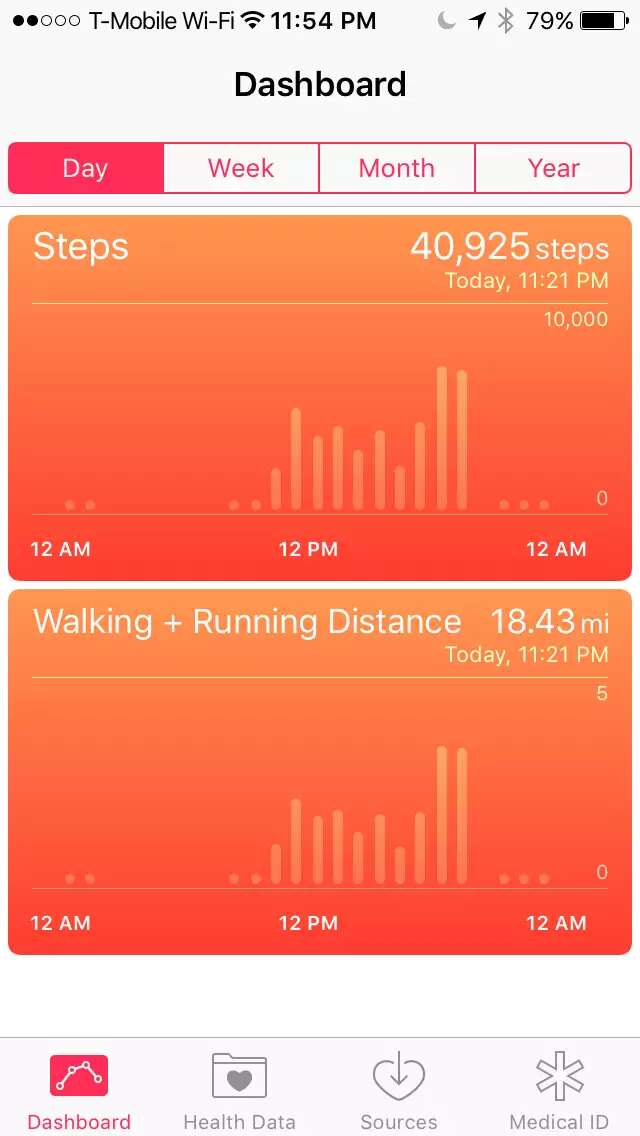 T-Mobile Wi-Fi 11:54 PM 79%
Dashboard
Day Week Month Year
Steps 40,925 steps
Today, 11:21 PM
10,000
0
12 AM 12 PM 12 AM
Walking + Running Distance 18.43 mi
Today, 11:21 PM
5
0
12 AM 12 PM 12 AM
Dashboard Health Data Sources Medical ID